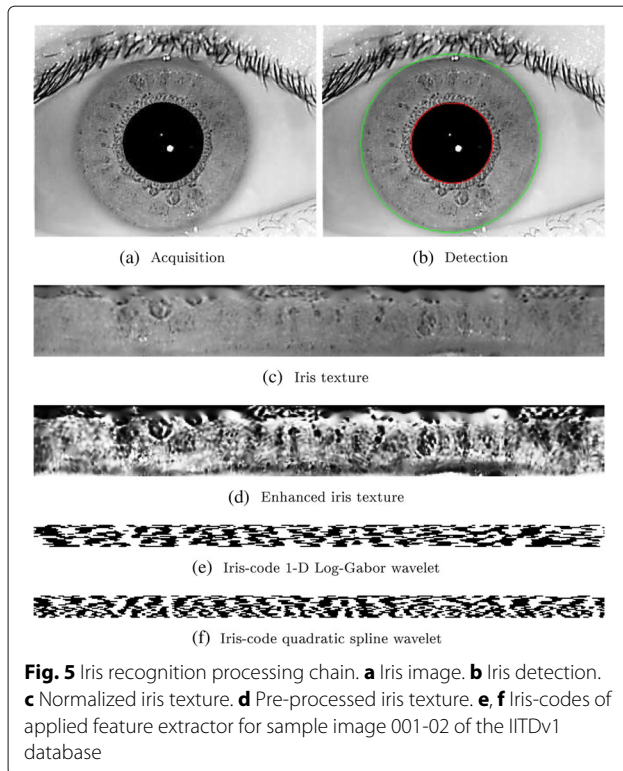 (a) Acquisition
(b) Detection
(c) Iris texture
(d) Enhanced iris texture
(e) Iris-code 1-D Log-Gabor wavelet
(f) Iris-code quadratic spline wavelet
Fig. 5 Iris recognition processing chain. a Iris image. b Iris detection.
c Normalized iris texture. d Pre-processed iris texture. e, f Iris-codes of
applied feature extractor for sample image 001-02 of the IITDv1
database